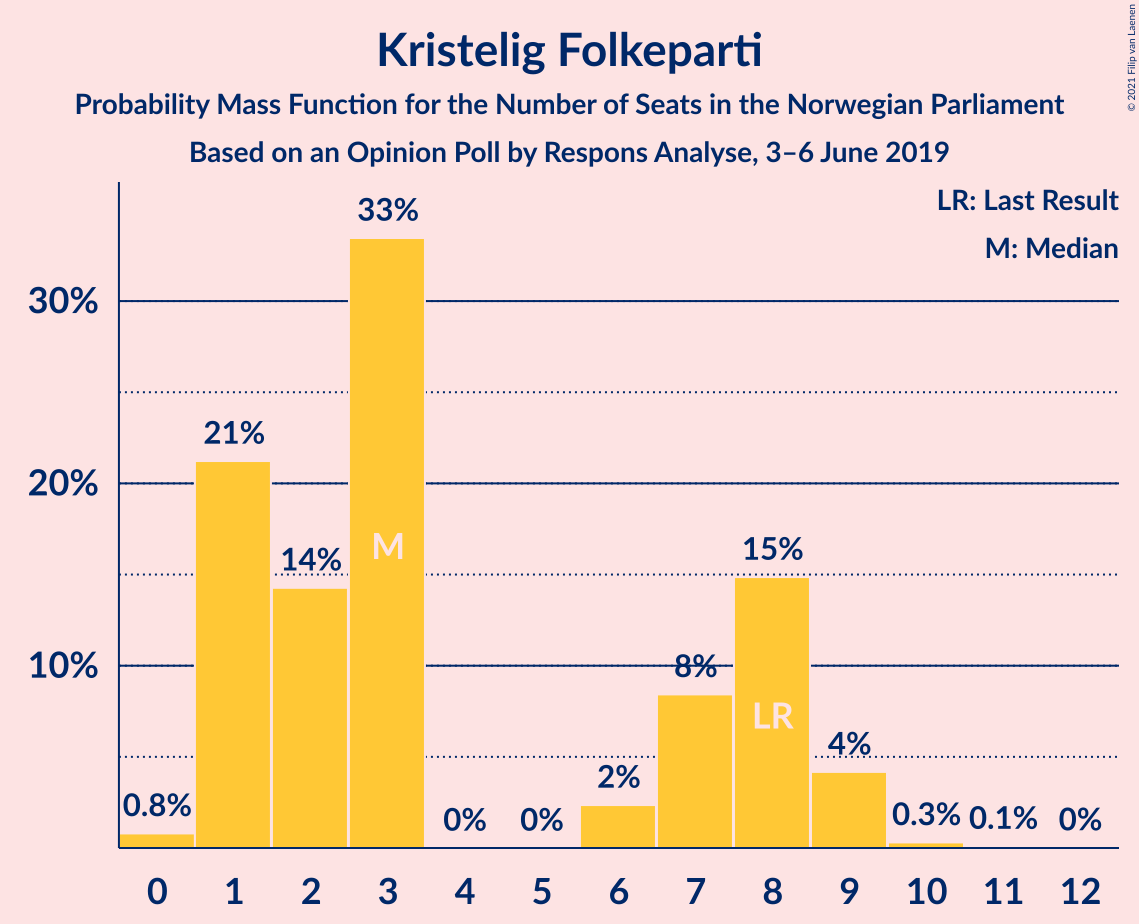 Kristelig Folkeparti
Probability Mass Function for the Number of Seats in the Norwegian Parliament
Based on an Opinion Poll by Respons Analyse, 3–6 June 2019
© 2021 Filip van Laenen
LR: Last Result
M: Median
33%
30%
21%
20%
M
15%
14%
10%
8%
LR
4%
2%
0.8%
0%
0%
0.3%
0.1%
0%
0 1 2 3 4 5 6 7 8 9 10 11 12